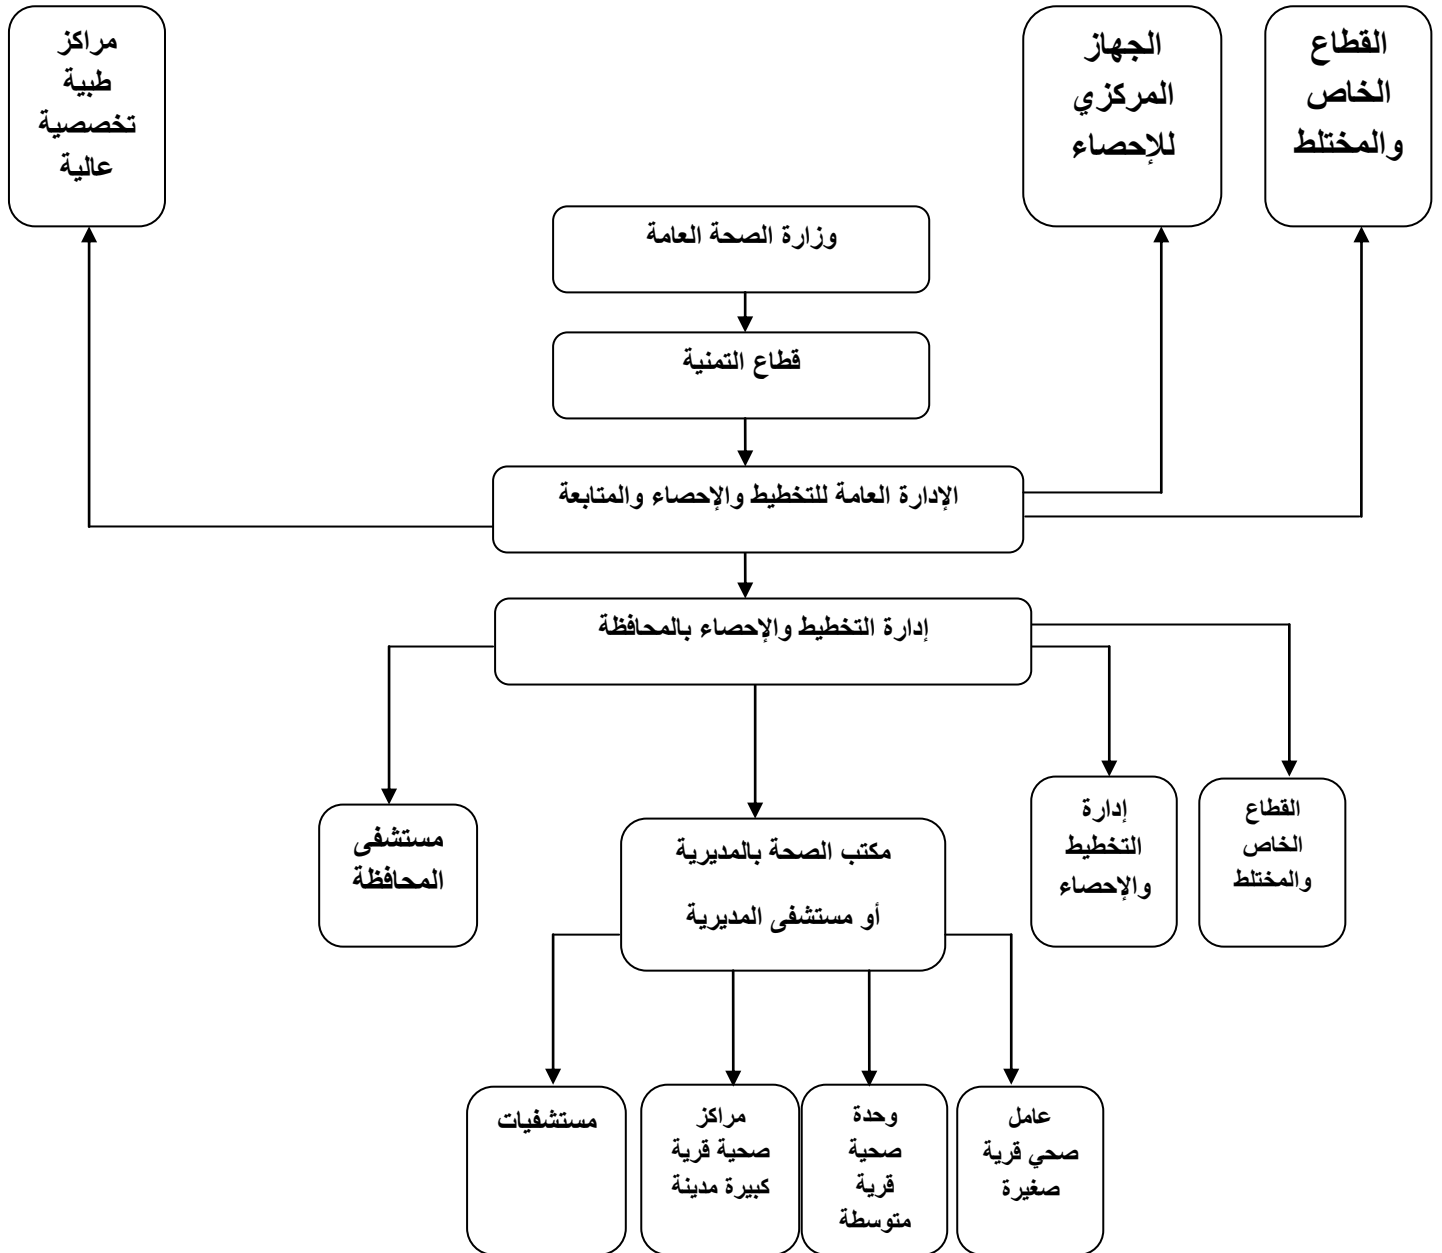 القطاع
الخاص
والمختلط
الجهاز
المركزي
للإحصاء
مراكز
طبية
تخصصية
عالية
وزارة الصحة العامة
قطاع التمنية
الإدارة العامة للتخطيط والإحصاء والمتابعة
إدارة التخطيط والإحصاء بالمحافظة
القطاع
الخاص
والمختلط
إدارة
التخطيط
والإحصاء
مكتب الصحة بالمديرية
أو مستشفى المديرية
مستشفى
المحافظة
عامل
صحي قرية
صغيرة
وحدة
صحية
قرية
متوسطة
مراكز
صحية قرية
كبيرة مدينة
مستشفيات